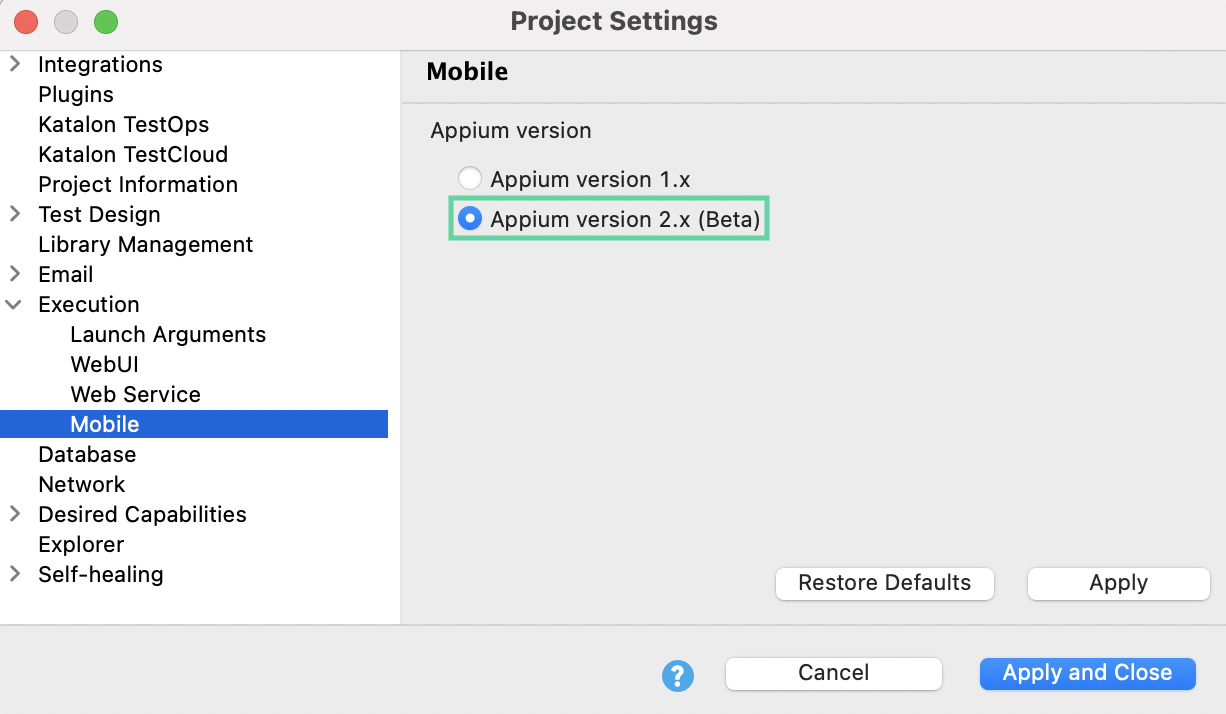 Project Settings
Integrations
Plugins
Katalon TestOps
Katalon TestCloud
Project Information
Test Design
Library Management
Email
Execution
Launch Arguments
WebUI
Web Service
Mobile
Database
Network
Desired Capabilities
Explorer
Self-healing
Mobile
Appium version
Appium version 1.x
Appium version 2.x (Beta)
Restore Defaults
Apply
?
Cancel
Apply and Close